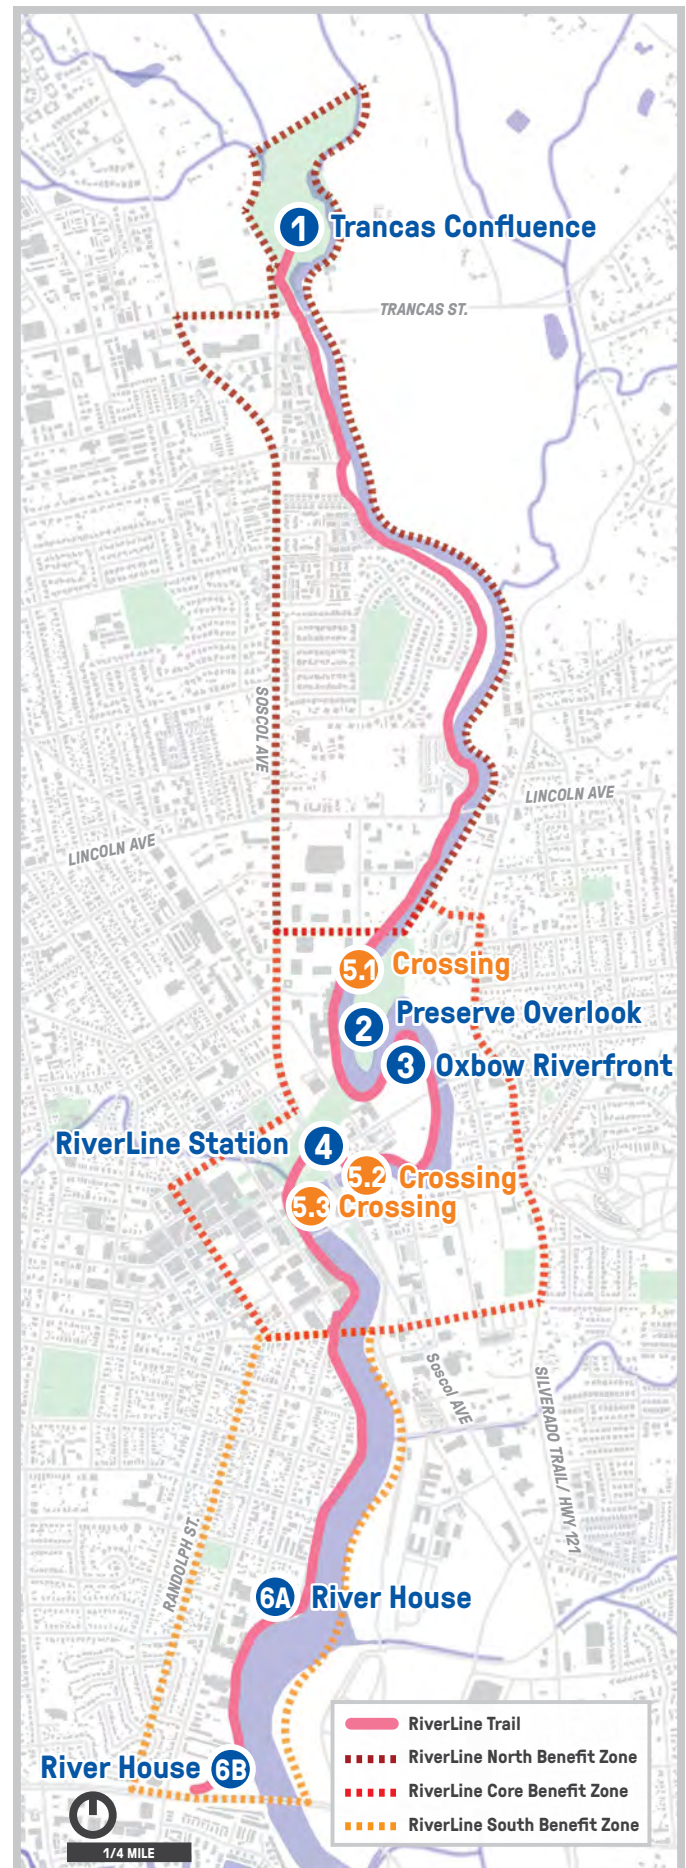 1 Trancas Confluence
TRANCAS ST.
SOSCOL AVE
LINCOLN AVE
LINCOLN AVE
5.1 Crossing
2 Preserve Overlook
3 Oxbow Riverfront
RiverLine Station 4
5.2 Crossing
5.3 Crossing
Soscol AVE
SILVERADO TRAIL/ HWY 121
RANDOLPH ST.
6A River House
River House 6B
RiverLine Trail
RiverLine North Benefit Zone
RiverLine Core Benefit Zone
RiverLine South Benefit Zone
1/4 MILE